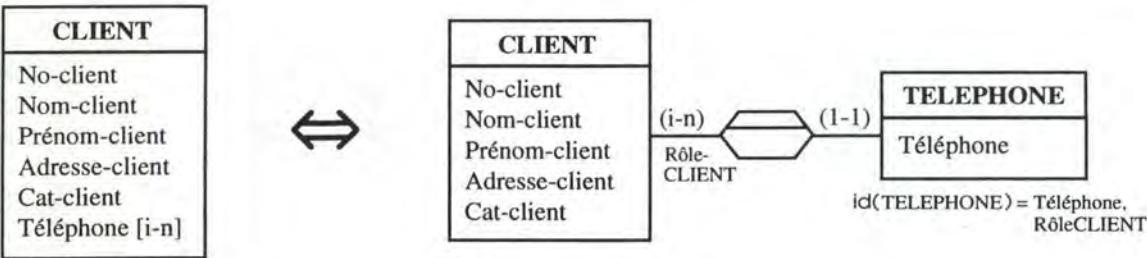 CLIENT
No-client
Nom-client
Prénom-client
Adresse-client
Cat-client
Téléphone [i-n]
CLIENT
No-client
Nom-client
Prénom-client
Adresse-client
Cat-client
(i-n)
Rôle-
CLIENT
(1-1)
TELEPHONE
Téléphone
id(TELEPHONE) = Téléphone,
RôleCLIENT